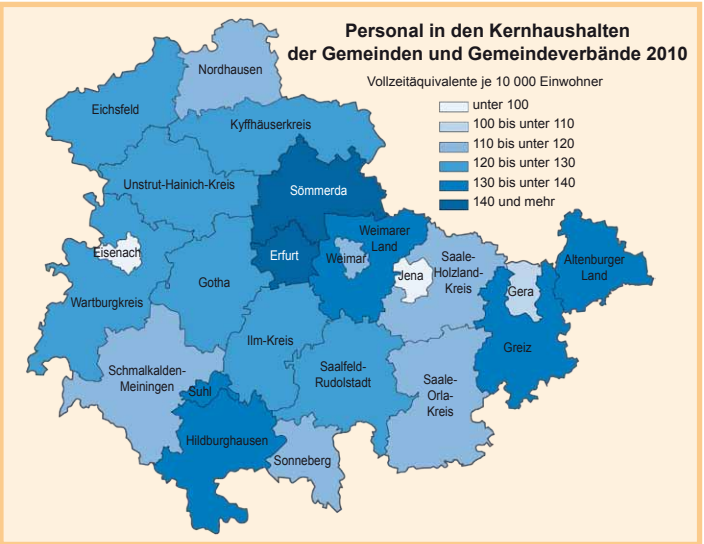 Personal in den Kernhaushalten
der Gemeinden und Gemeindeverbände 2010
Vollzeitäquivalente je 10 000 Einwohner
unter 100
100 bis unter 110
110 bis unter 120
120 bis unter 130
130 bis unter 140
140 und mehr
Nordhausen
Eichsfeld
Kyffhäuserkreis
Unstrut-Hainich-Kreis
Sömmerda
Weimarer
Land
Eisenach
Erfurt
Weimar
Saale-
Holzland-
Kreis
Altenburger
Land
Jena
Gera
Gotha
Wartburgkreis
Ilm-Kreis
Greiz
Schmalkalden-
Meiningen
Saalfeld-
Rudolstadt
Saale-
Orla-
Kreis
Suhl
Hildburghausen
Sonneberg